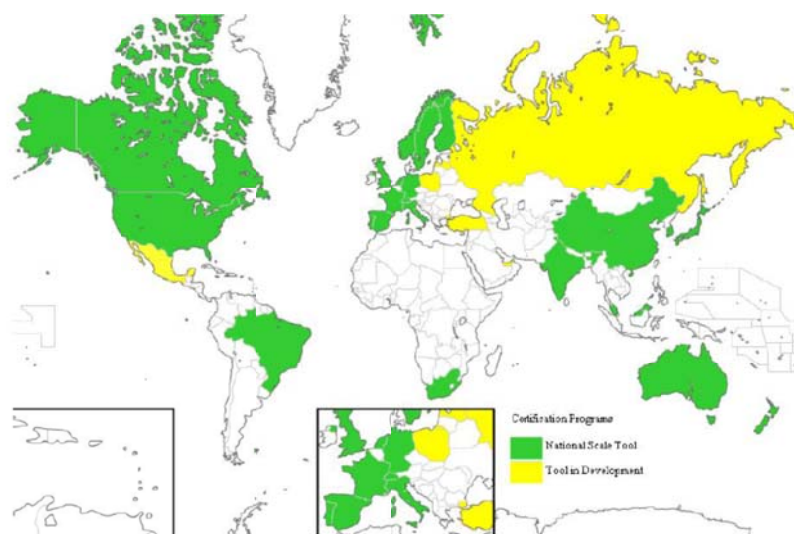 Certification Programs
National Scale Tool
Tool in Development